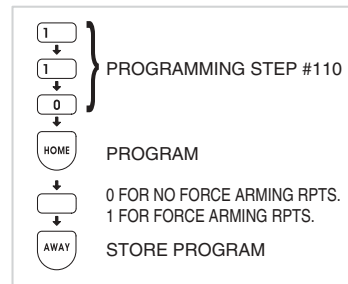 1
1
PROGRAMMING STEP #110
0
HOME
PROGRAM
0 FOR NO FORCE ARMING RPTS.
1 FOR FORCE ARMING RPTS.
AWAY
STORE PROGRAM